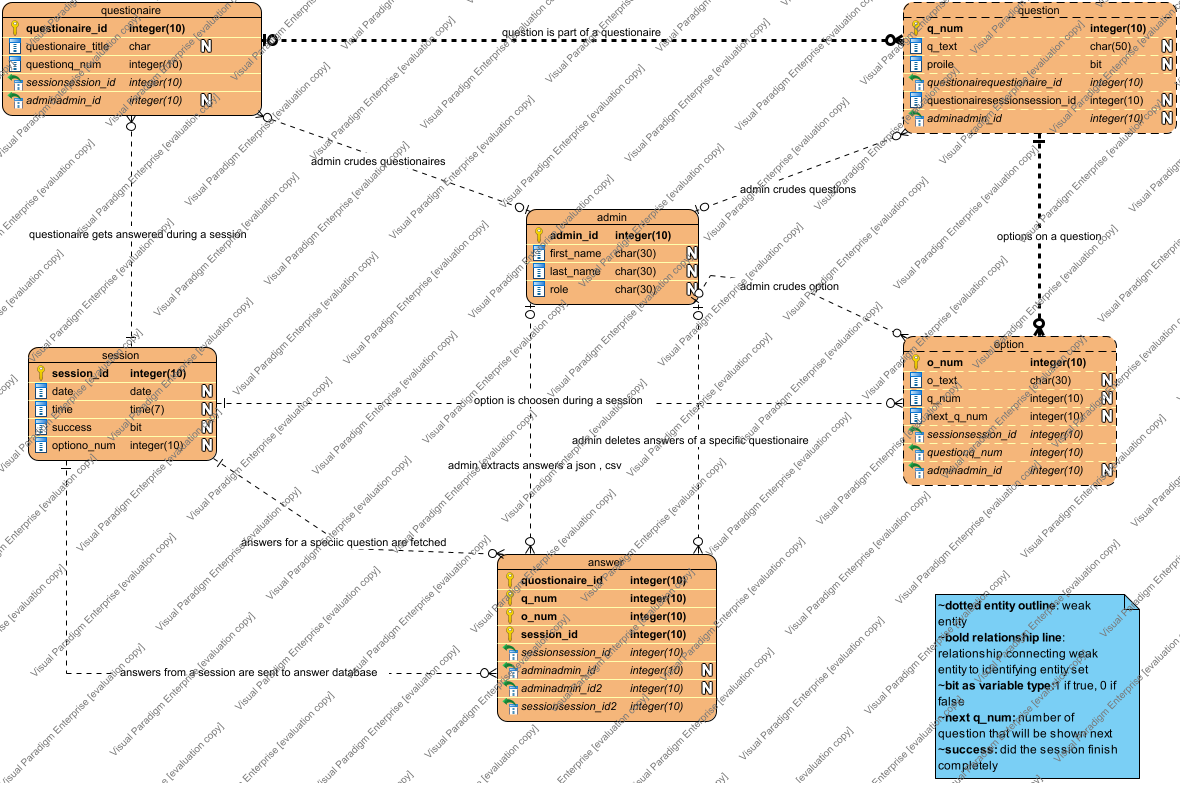 questionaire
questionaire_id integer(10)
questionaire_title char N
questionq_num integer(10)
sessionsession_id integer(10)
adminadmin_id integer(10) N
question is part of a questionaire
question
q_num integer(10)
q_text char(50) N
proile bit N
questionairequestionaire_id integer(10)
questionairesessionsession_id integer(10) N
adminadmin_id integer(10) N
admin crudes questionaires
admin crudes questions
questionaire gets answered during a session
admin
admin_id integer(10)
first_name char(30) N
last_name char(30) N
role char(30) N
options on a question
admin crudes option
session
session_id integer(10)
date date N
time time(7) N
success bit N
optiono_num integer(10) N
option
o_num integer(10)
o_text char(30) N
q_num integer(10) N
next_q_num integer(10) N
sessionsession_id integer(10)
questionq_num integer(10)
adminadmin_id integer(10) N
option is choosen during a session
admin deletes answers of a specific questionaire
admin extracts answers a json , csv
answers for a speciic question are fetched
answers from a session are sent to answer database
answer
quostionaire_id integer(10)
q_num integer(10)
o_num integer(10)
session_id integer(10)
sessionsession_id integer(10)
adminadmin_id integer(10) N
adminadmin_id2 integer(10) N
sessionsession_id2 integer(10)
~dotted entity outline: weak
entity
~bold relationship line:
relationship connecting weak
entity to identifying entity set
~bit as variable type:1 if true, 0 if
false
~next q_num: number of
question that will be shown next
~success: did the session finish
completely
Visual Paradigm Enterprise [evaluation copy]